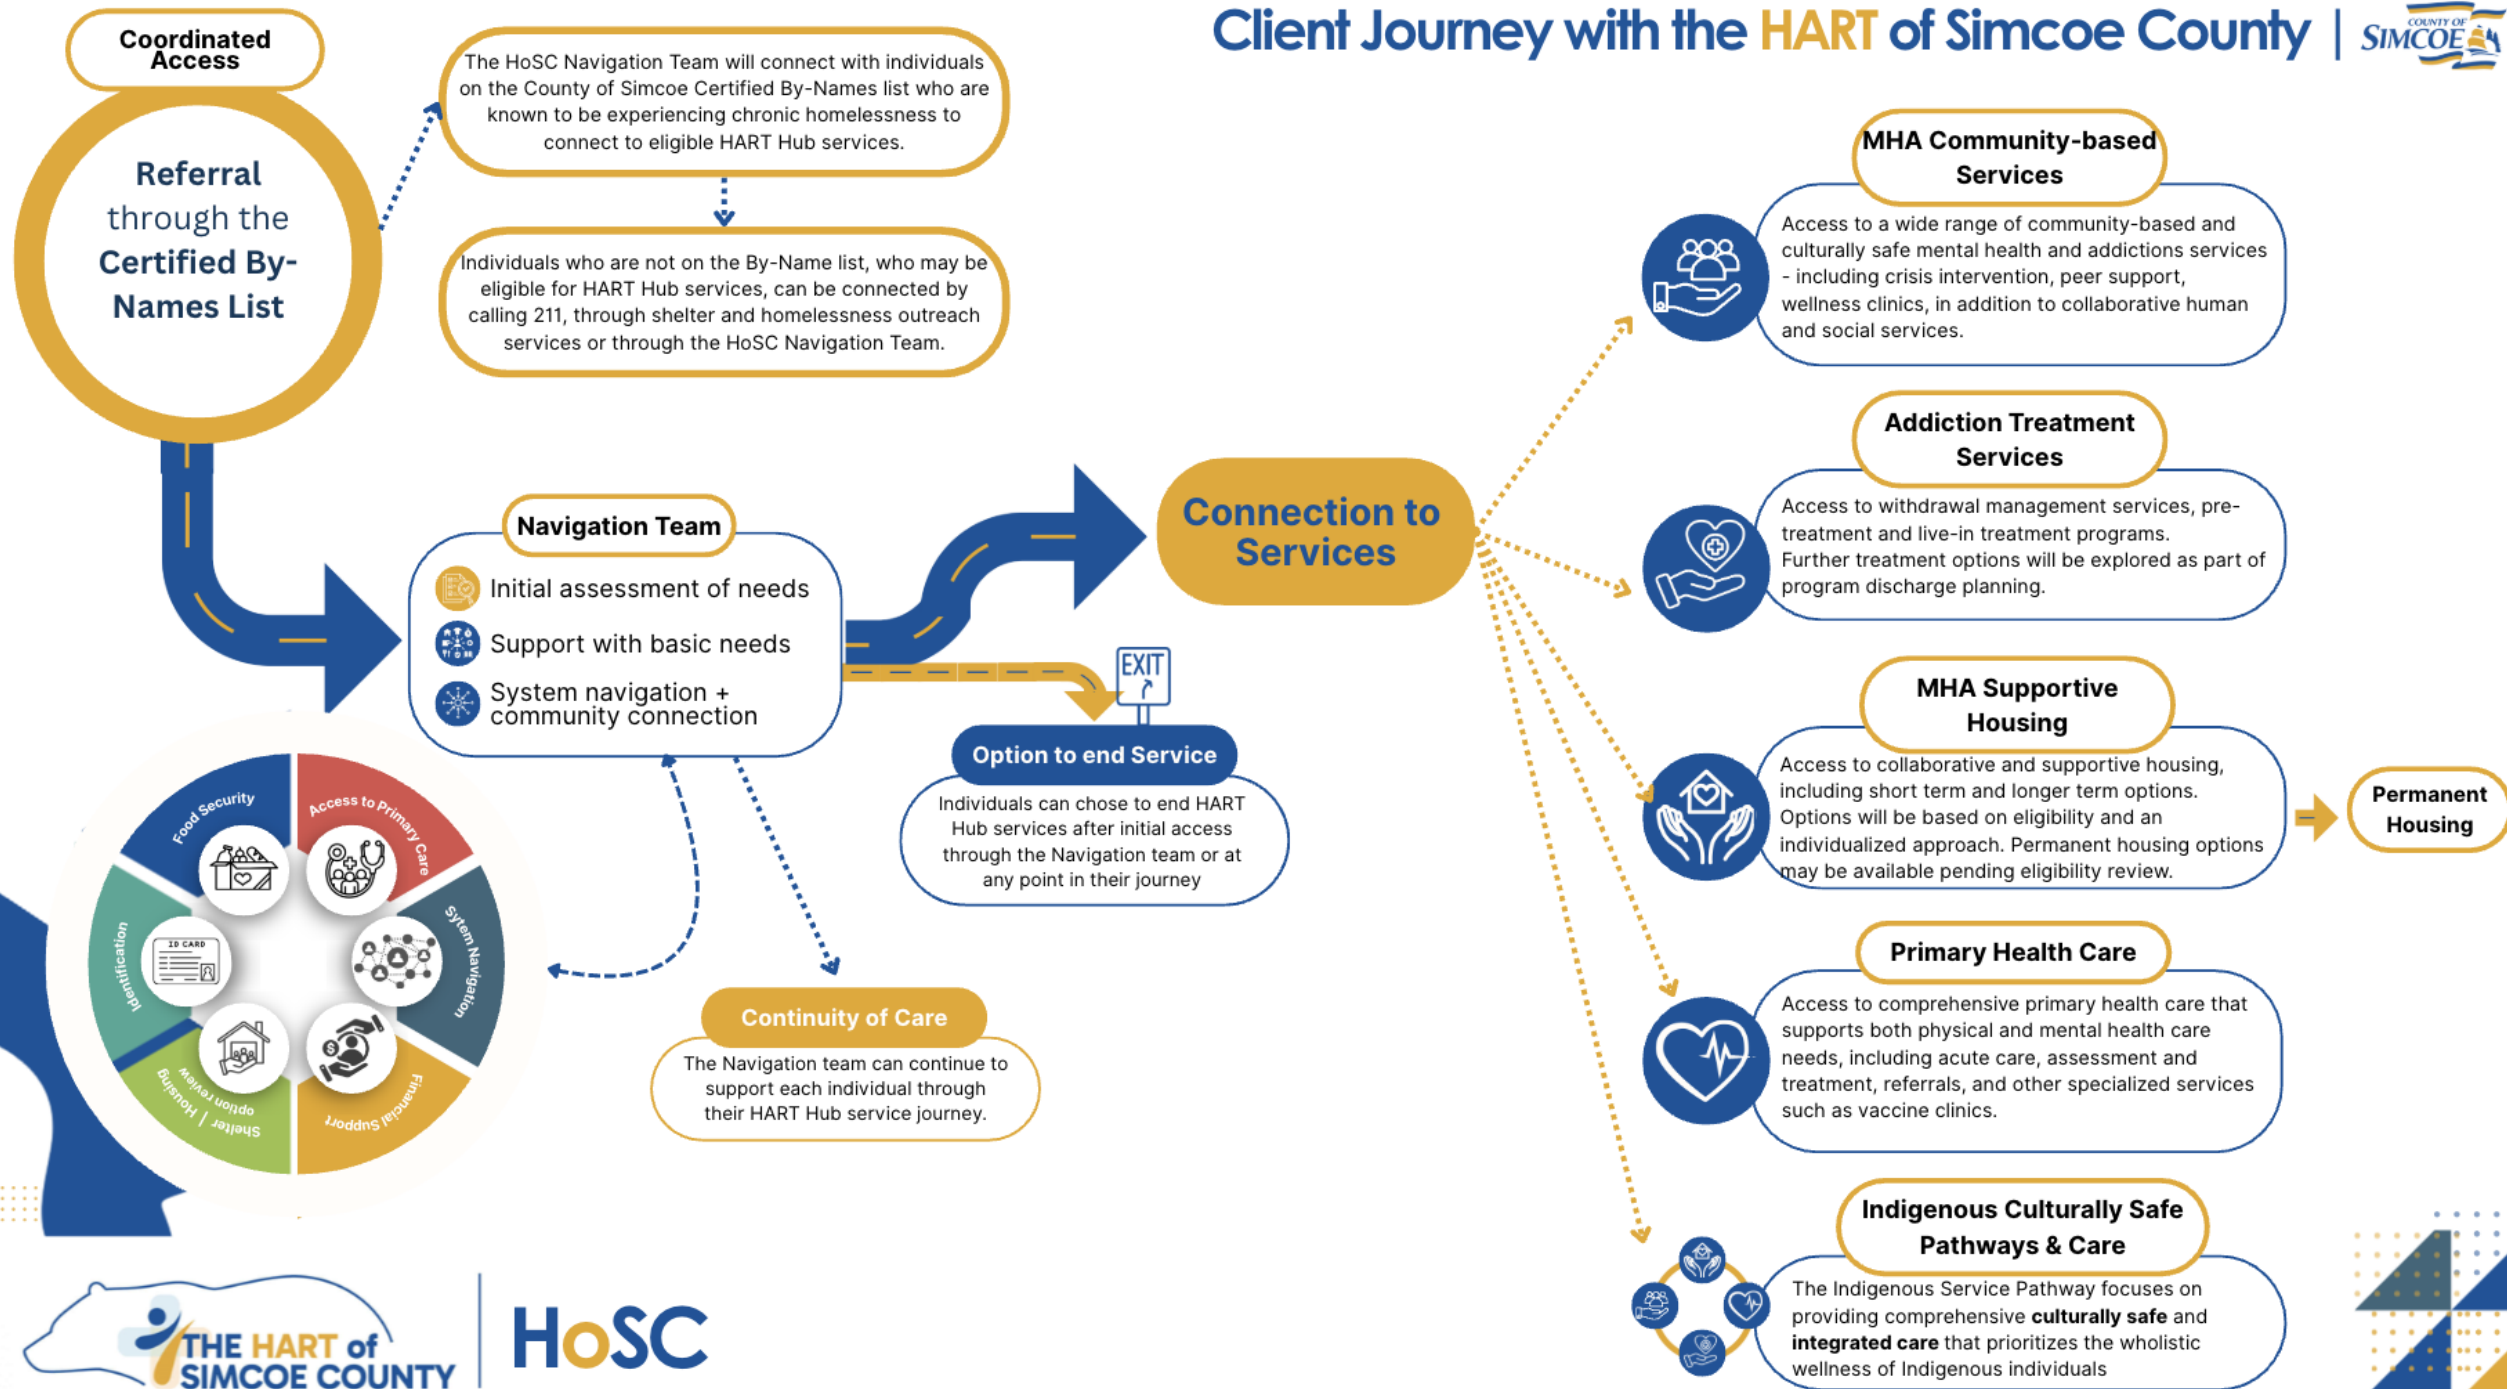 Client Journey with the HART of Simcoe County |
COUNTY OF
SIMCOE
Coordinated
Access
Referral
through the
Certified By-
Names List
The HoSC Navigation Team will connect with individuals
on the County of Simcoe Certified By-Names list who are
known to be experiencing chronic homelessness to
connect to eligible HART Hub services.
Individuals who are not on the By-Name list, who may be
eligible for HART Hub services, can be connected by
calling 211, through shelter and homelessness outreach
services or through the HoSC Navigation Team.
Navigation Team
Initial assessment of needs
Support with basic needs
System navigation +
community connection
EXIT
Option to end Service
Individuals can chose to end HART
Hub services after initial access
through the Navigation team or at
any point in their journey
Continuity of Care
The Navigation team can continue to
support each individual through
their HART Hub service journey.
Food Security
Access to Primary Care
Sytem Navigation
Financial Support
Shelter | Housing
option review
Identification
ID CARD
$
Connection to
Services
MHA Community-based
Services
Access to a wide range of community-based and
culturally safe mental health and addictions services
- including crisis intervention, peer support,
wellness clinics, in addition to collaborative human
and social services.
Addiction Treatment
Services
Access to withdrawal management services, pre-
treatment and live-in treatment programs.
Further treatment options will be explored as part of
program discharge planning.
MHA Supportive
Housing
Access to collaborative and supportive housing,
including short term and longer term options.
Options will be based on eligibility and an
individualized approach. Permanent housing options
may be available pending eligibility review.
Permanent
Housing
Primary Health Care
Access to comprehensive primary health care that
supports both physical and mental health care
needs, including acute care, assessment and
treatment, referrals, and other specialized services
such as vaccine clinics.
Indigenous Culturally Safe
Pathways & Care
The Indigenous Service Pathway focuses on
providing comprehensive culturally safe and
integrated care that prioritizes the wholistic
wellness of Indigenous individuals
THE HART of
SIMCOE COUNTY
HoSC